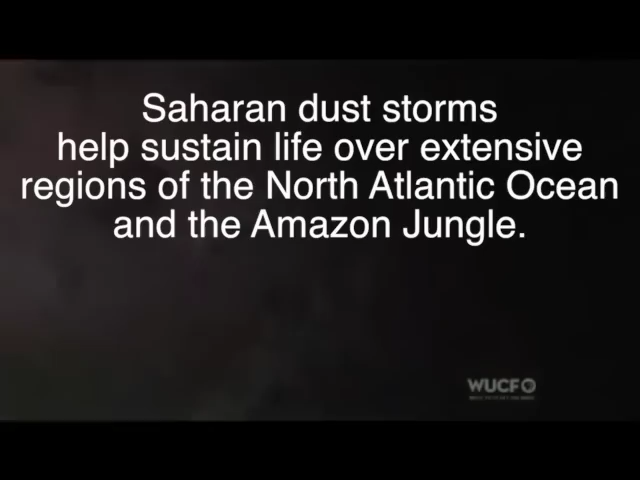 Saharan dust storms
help sustain life over extensive
regions of the North Atlantic Ocean
and the Amazon Jungle.
WUCF